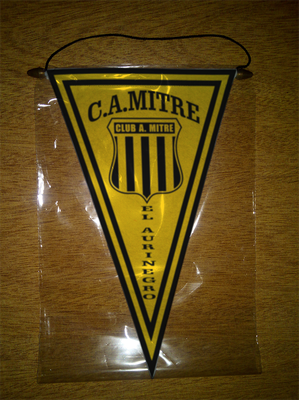 C.A.MITRE
CLUB A. MITRE
EL AURINEGRO